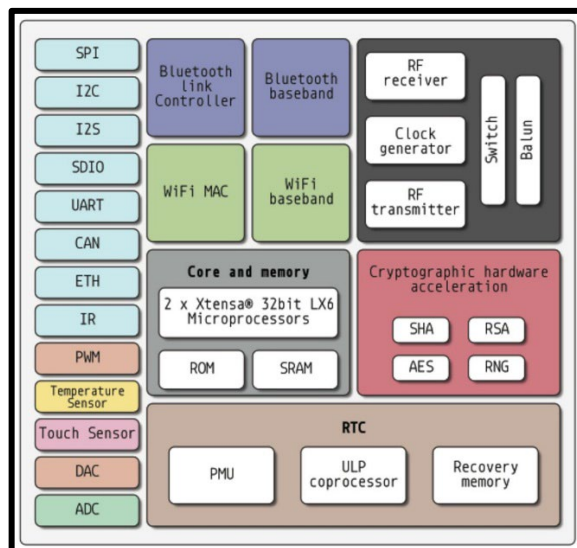 SPI
I2C
I2S
SDIO
UART
CAN
ETH
IR
PWM
Temperature
Sensor
Touch Sensor
DAC
ADC
Bluetooth
link
Controller
Bluetooth
baseband
WiFi MAC
WiFi
baseband
RF
receiver
Clock
generator
RF
transmitter
Switch
Balun
Core and memory
2 x Xtensa® 32bit LX6
Microprocessors
ROM
SRAM
Cryptographic hardware
acceleration
SHA
RSA
AES
RNG
RTC
PMU
ULP
coprocessor
Recovery
memory